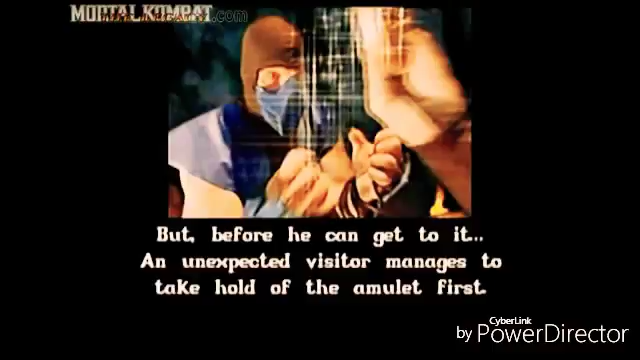 MORTAL KOMBAT
But, before he can get to it...
An unexpected visitor manages to
take hold of the amulet first.
CyberLink
by PowerDirector